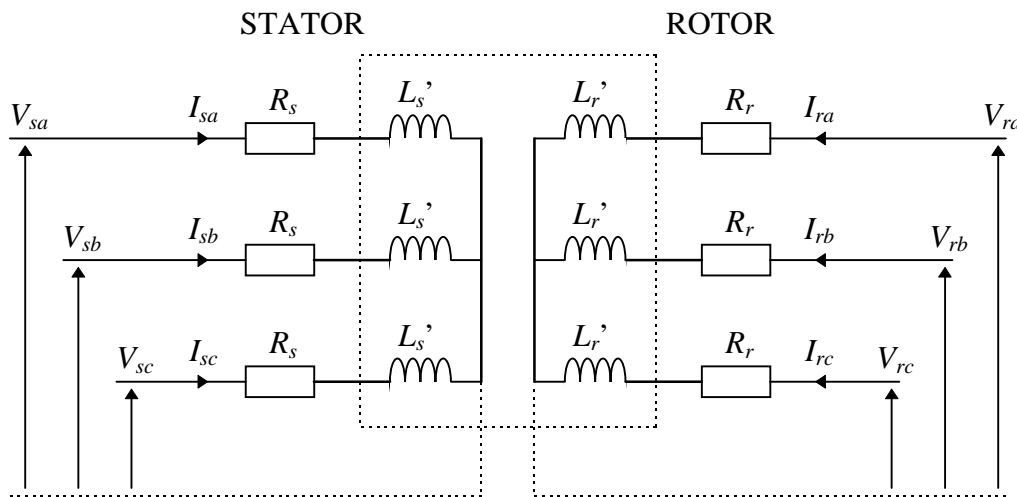 STATOR ROTOR
V_sa I_sa R_s L_s’ L_r’ R_r I_ra V_ra
V_sb I_sb R_s L_s’ L_r’ R_r I_rb V_rb
V_sc I_sc R_s L_s’ L_r’ R_r I_rc V_rc